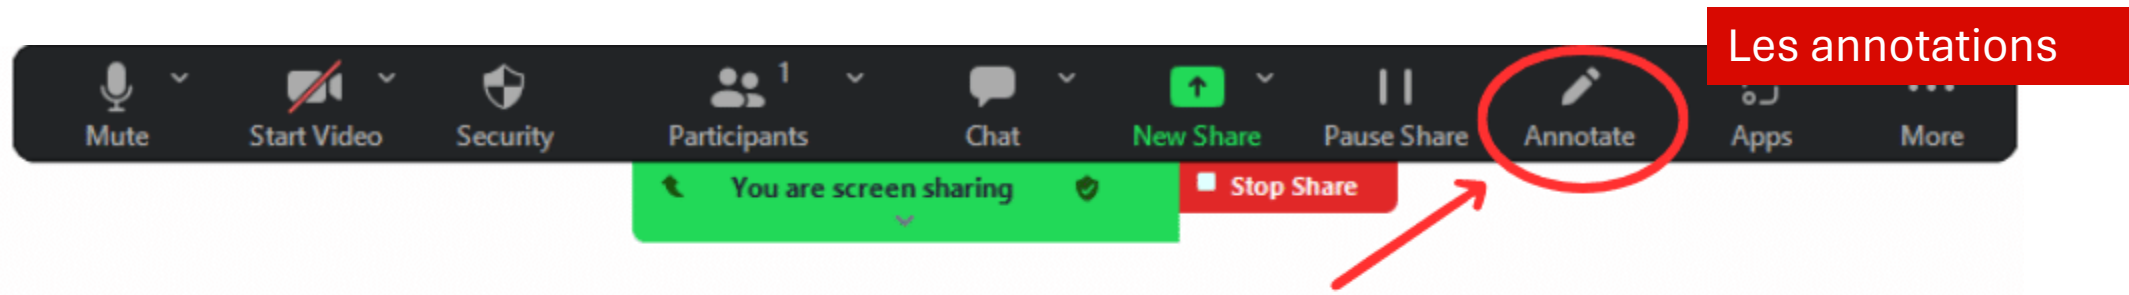 Les annotations
Mute
Start Video
Security
Participants
1
Chat
New Share
Pause Share
Annotate
Apps
More
You are screen sharing
Stop Share